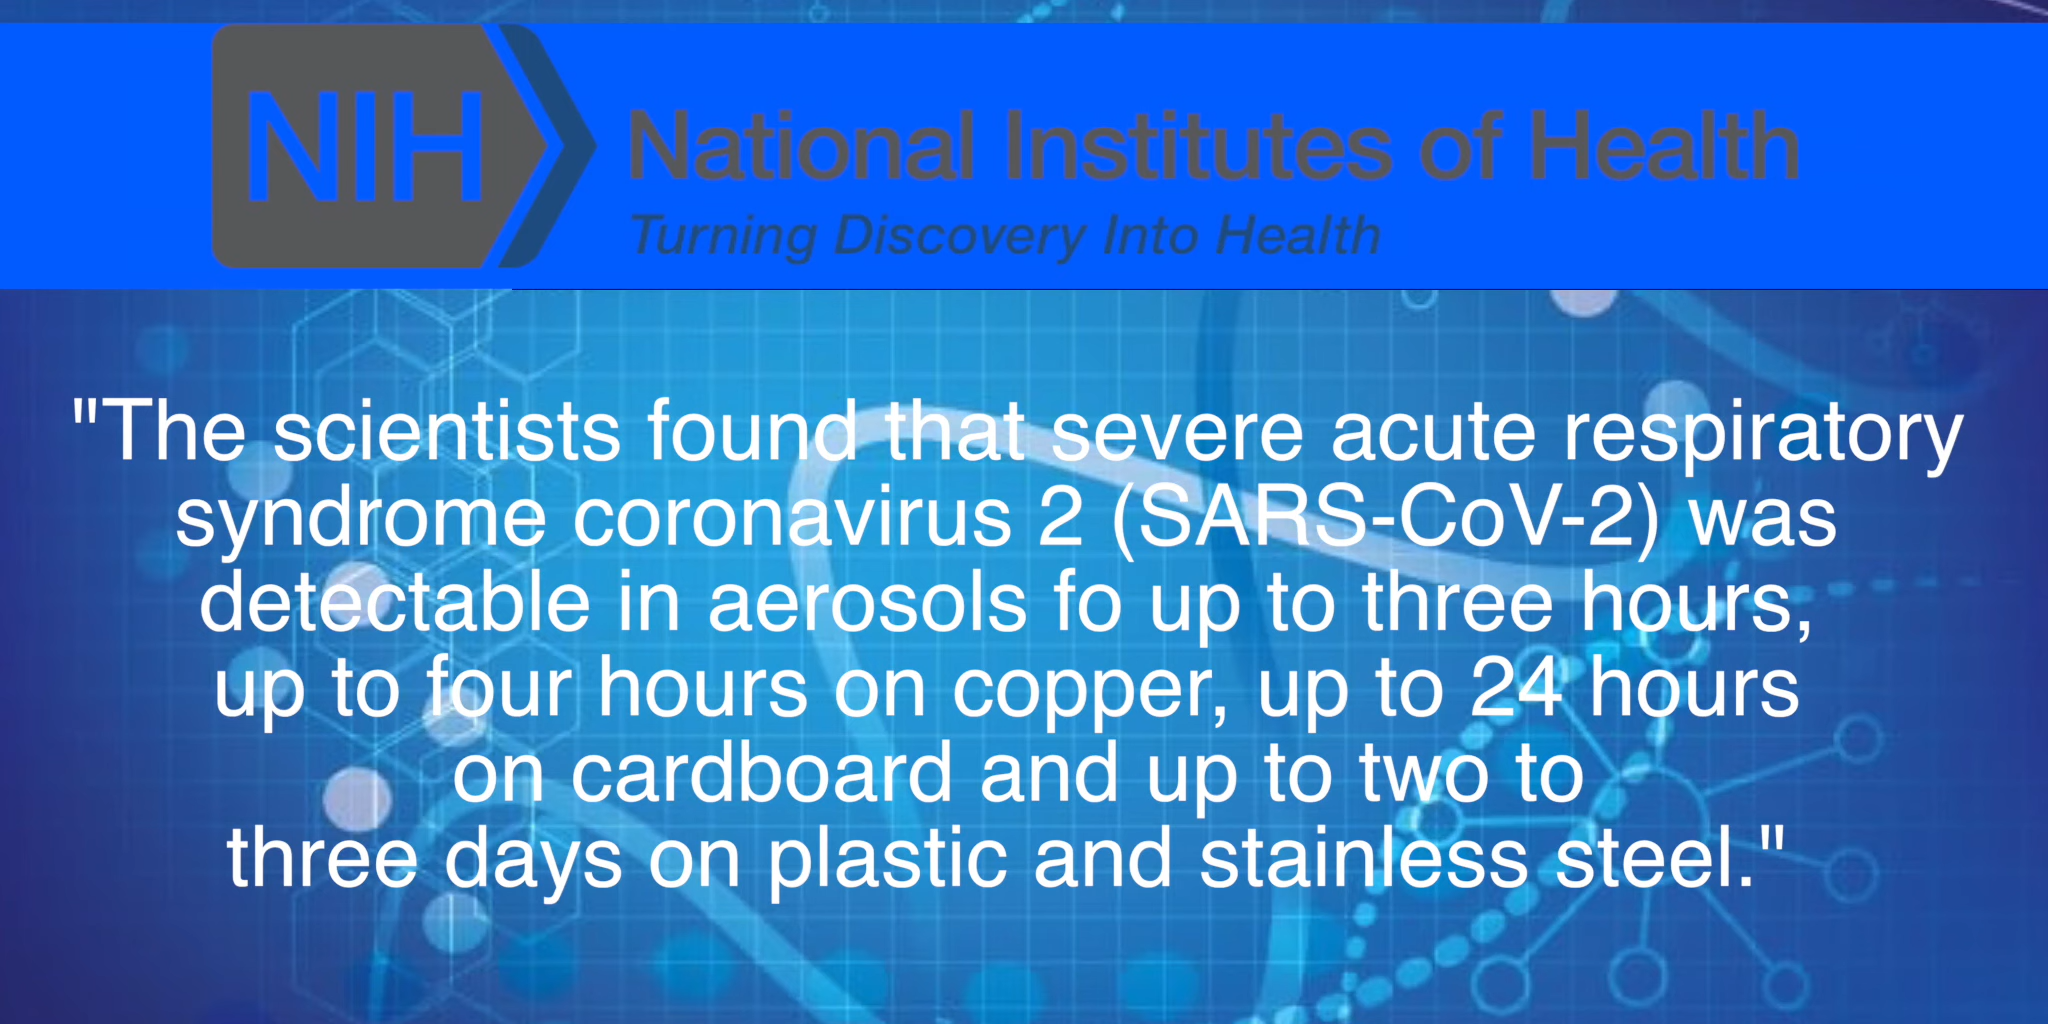 NIH
National Institutes of Health
Turning Discovery Into Health
"The scientists found that severe acute respiratory
syndrome coronavirus 2 (SARS-CoV-2) was
detectable in aerosols fo up to three hours,
up to four hours on copper, up to 24 hours
on cardboard and up to two to
three days on plastic and stainless steel."